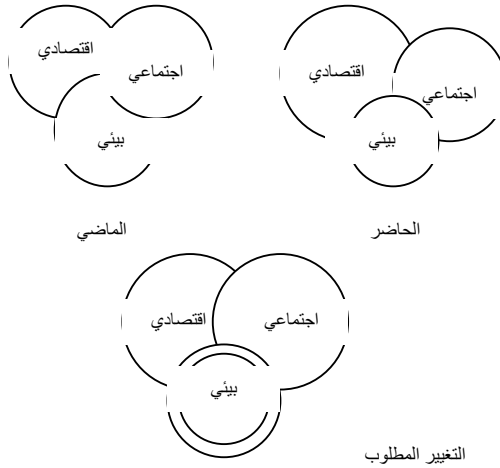 اقتصادي
اجتماعي
بيئي
الماضي
اقتصادي
اجتماعي
بيئي
الحاضر
اقتصادي
اجتماعي
بيئي
التغيير المطلوب